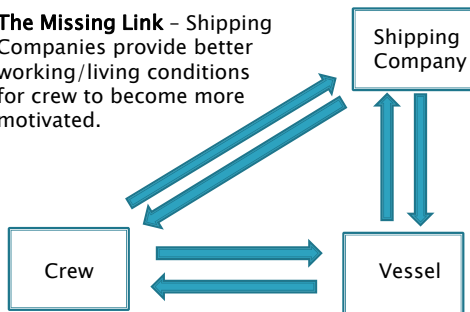 The Missing Link – Shipping
Companies provide better
working/living conditions
for crew to become more
motivated.
Shipping
Company
Crew
Vessel